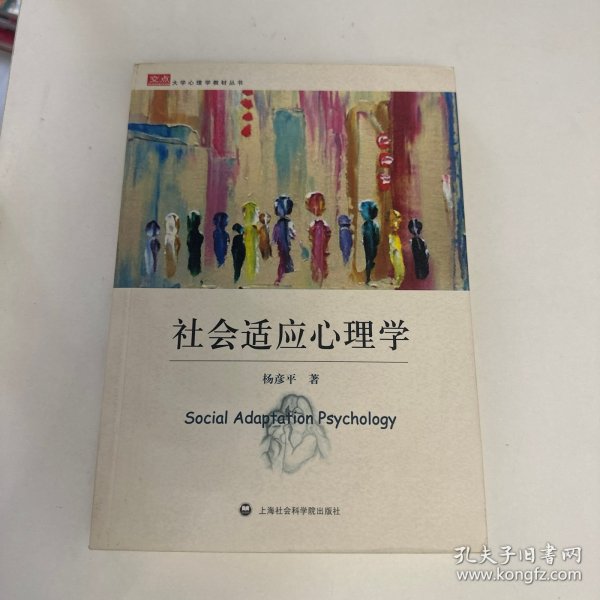 交点 大学心理学教材丛书
社会适应心理学
杨彦平 著
Social Adaptation Psychology
上海社会科学院出版社
孔夫子旧书网
www.kongfz.com